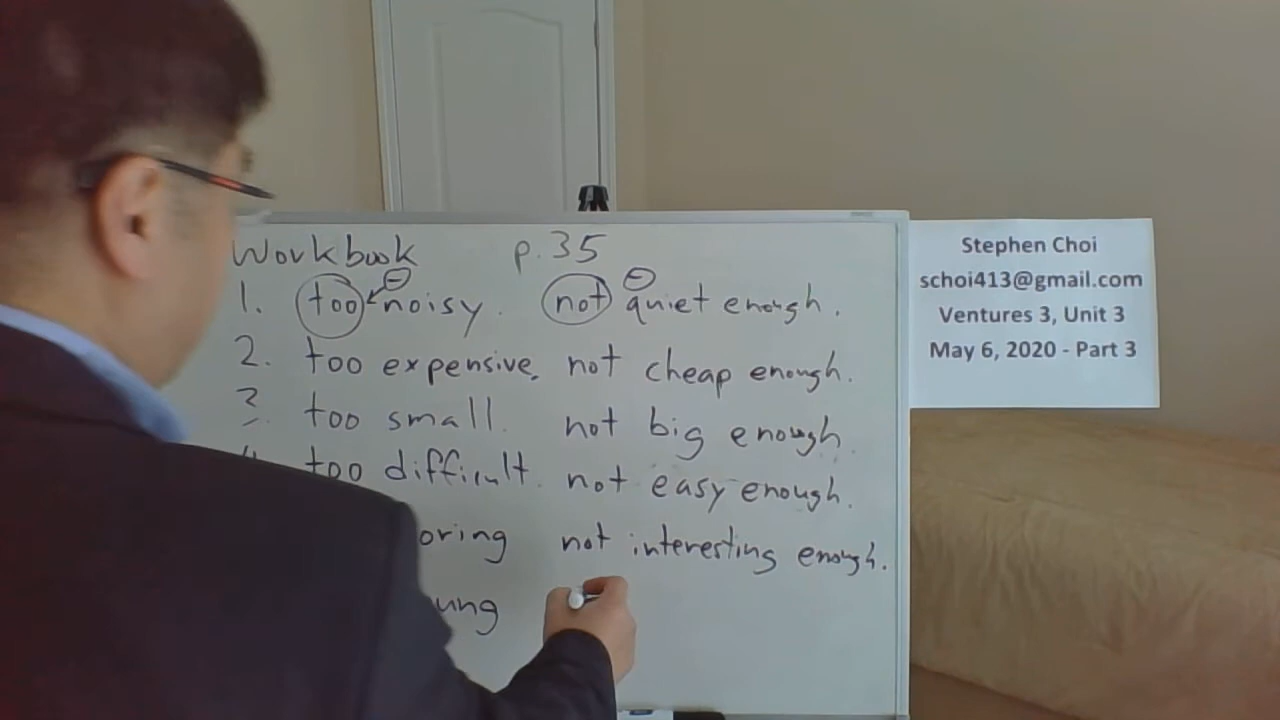 Workbook p.35
1. too noisy. not quiet enough.
2. too expensive. not cheap enough.
3. too small. not big enough
too difficult. not easy enough.
oring not interesting enough.
ung
Stephen Choi
schoi413@gmail.com
Ventures 3, Unit 3
May 6, 2020 - Part 3